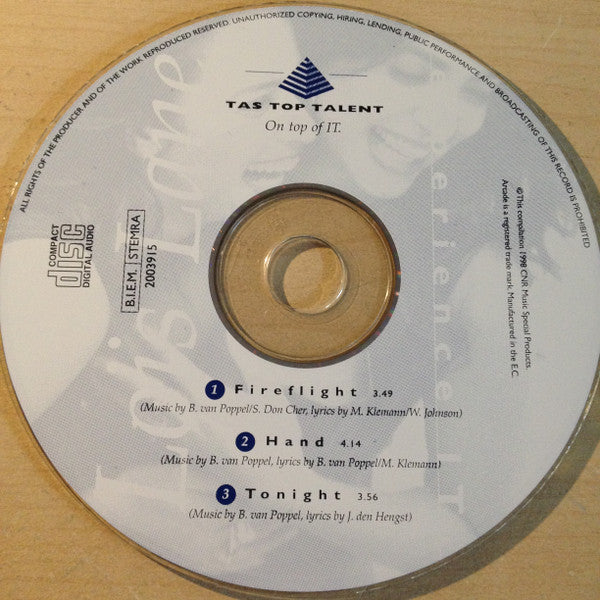 ALL RIGHTS OF THE PRODUCER AND OF THE WORK REPRODUCED RESERVED. UNAUTHORIZED COPYING, HIRING, LENDING, PUBLIC PERFORMANCE AND BROADCASTING OF THIS RECORD IS PROHIBITED
TAS TOP TALENT
On top of IT.
Lois Lane
experience IT
COMPACT
disc
DIGITAL AUDIO
B.I.E.M. STEMRA
2003915
©This compilation 1998 CNR Music Special Products.
Arcade is a registered trade mark. Manufactured in the E.C.
1 Fireflight 3.49
(Music by B. van Poppel/S. Don Cher, lyrics by M. Klemann/W. Johnson)
2 Hand 4.14
(Music by B. van Poppel, lyrics by B. van Poppel/M. Klemann)
3 Tonight 3.56
(Music by B. van Poppel, lyrics by J. den Hengst)